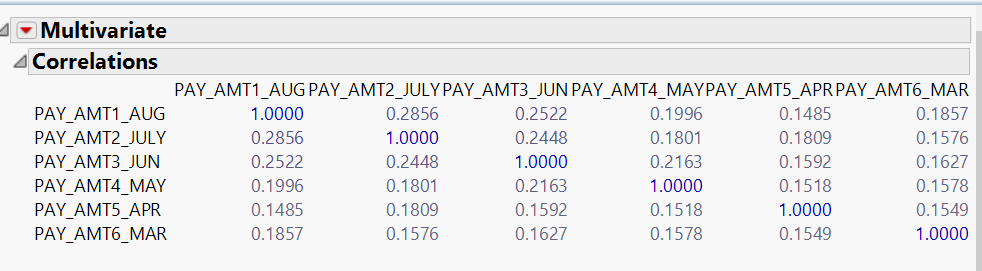 Multivariate
Correlations
PAY_AMT1_AUG PAY_AMT2_JULY PAY_AMT3_JUN PAY_AMT4_MAY PAY_AMT5_APR PAY_AMT6_MAR
PAY_AMT1_AUG 1.0000 0.2856 0.2522 0.1996 0.1485 0.1857
PAY_AMT2_JULY 0.2856 1.0000 0.2448 0.1801 0.1809 0.1576
PAY_AMT3_JUN 0.2522 0.2448 1.0000 0.2163 0.1592 0.1627
PAY_AMT4_MAY 0.1996 0.1801 0.2163 1.0000 0.1518 0.1578
PAY_AMT5_APR 0.1485 0.1809 0.1592 0.1518 1.0000 0.1549
PAY_AMT6_MAR 0.1857 0.1576 0.1627 0.1578 0.1549 1.0000